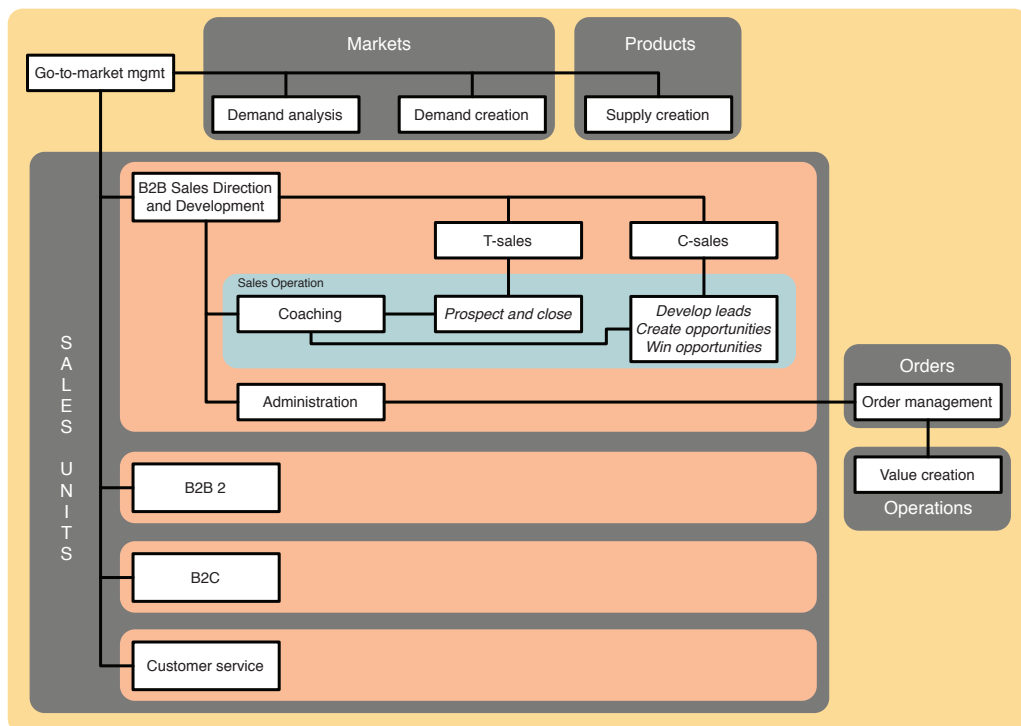 Markets
Products
Go-to-market mgmt
Demand analysis
Demand creation
Supply creation
B2B Sales Direction
and Development
T-sales
C-sales
Sales Operation
Coaching
Prospect and close
Develop leads
Create opportunities
Win opportunities
SALES UNITS
Orders
Administration
Order management
B2B 2
Value creation
Operations
B2C
Customer service